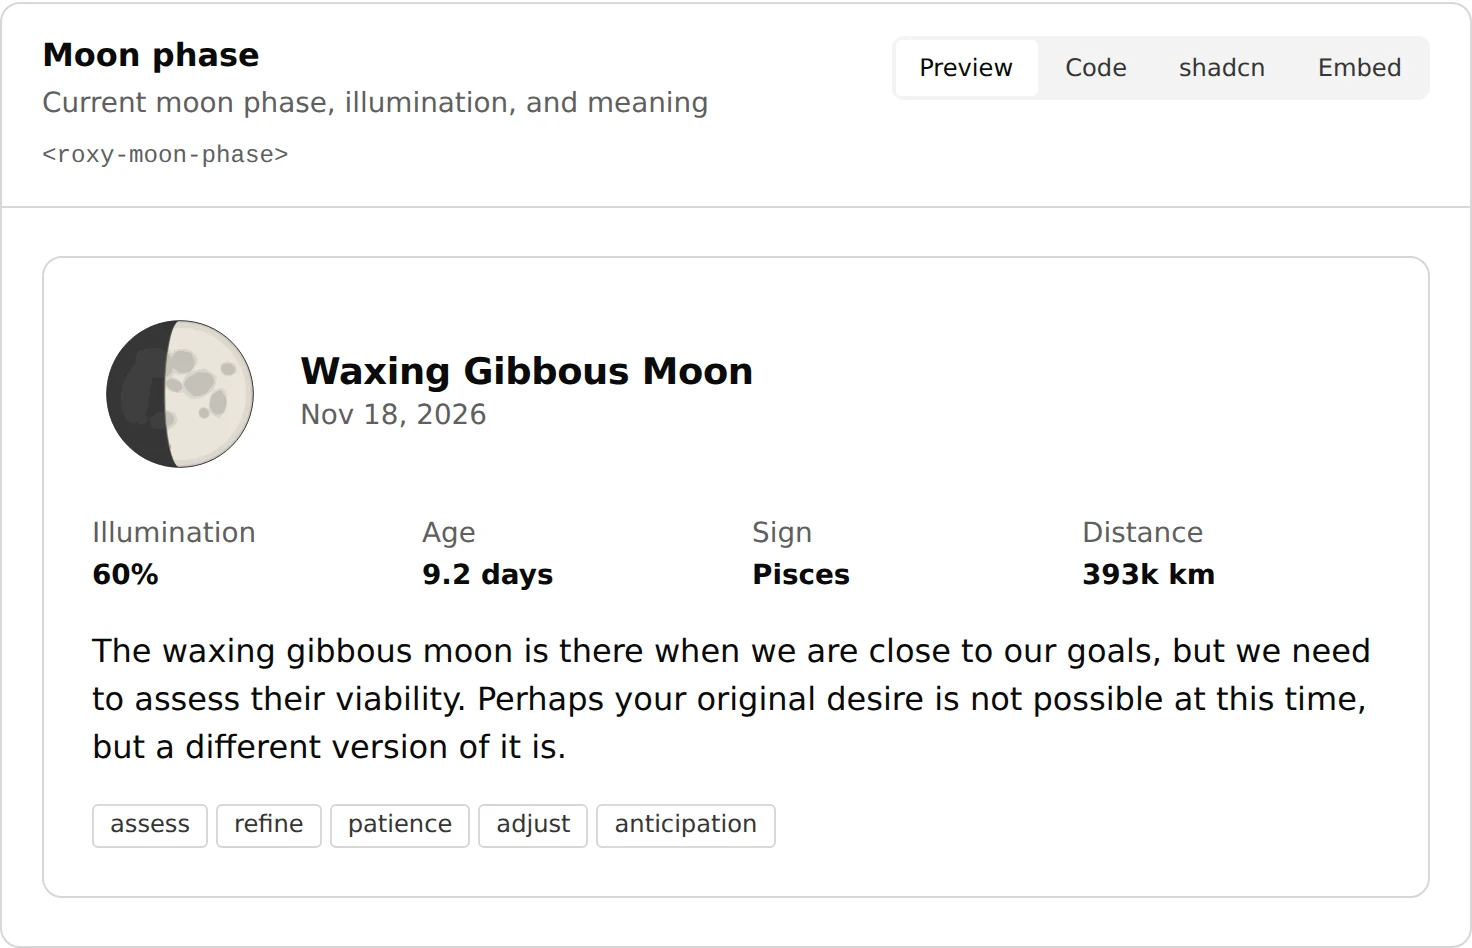 Moon phase
Current moon phase, illumination, and meaning
<roxy-moon-phase>
Preview Code shadcn Embed
Waxing Gibbous Moon
Nov 18, 2026
Illumination Age Sign Distance
60% 9.2 days Pisces 393k km
The waxing gibbous moon is there when we are close to our goals, but we need
to assess their viability. Perhaps your original desire is not possible at this time,
but a different version of it is.
assess refine patience adjust anticipation